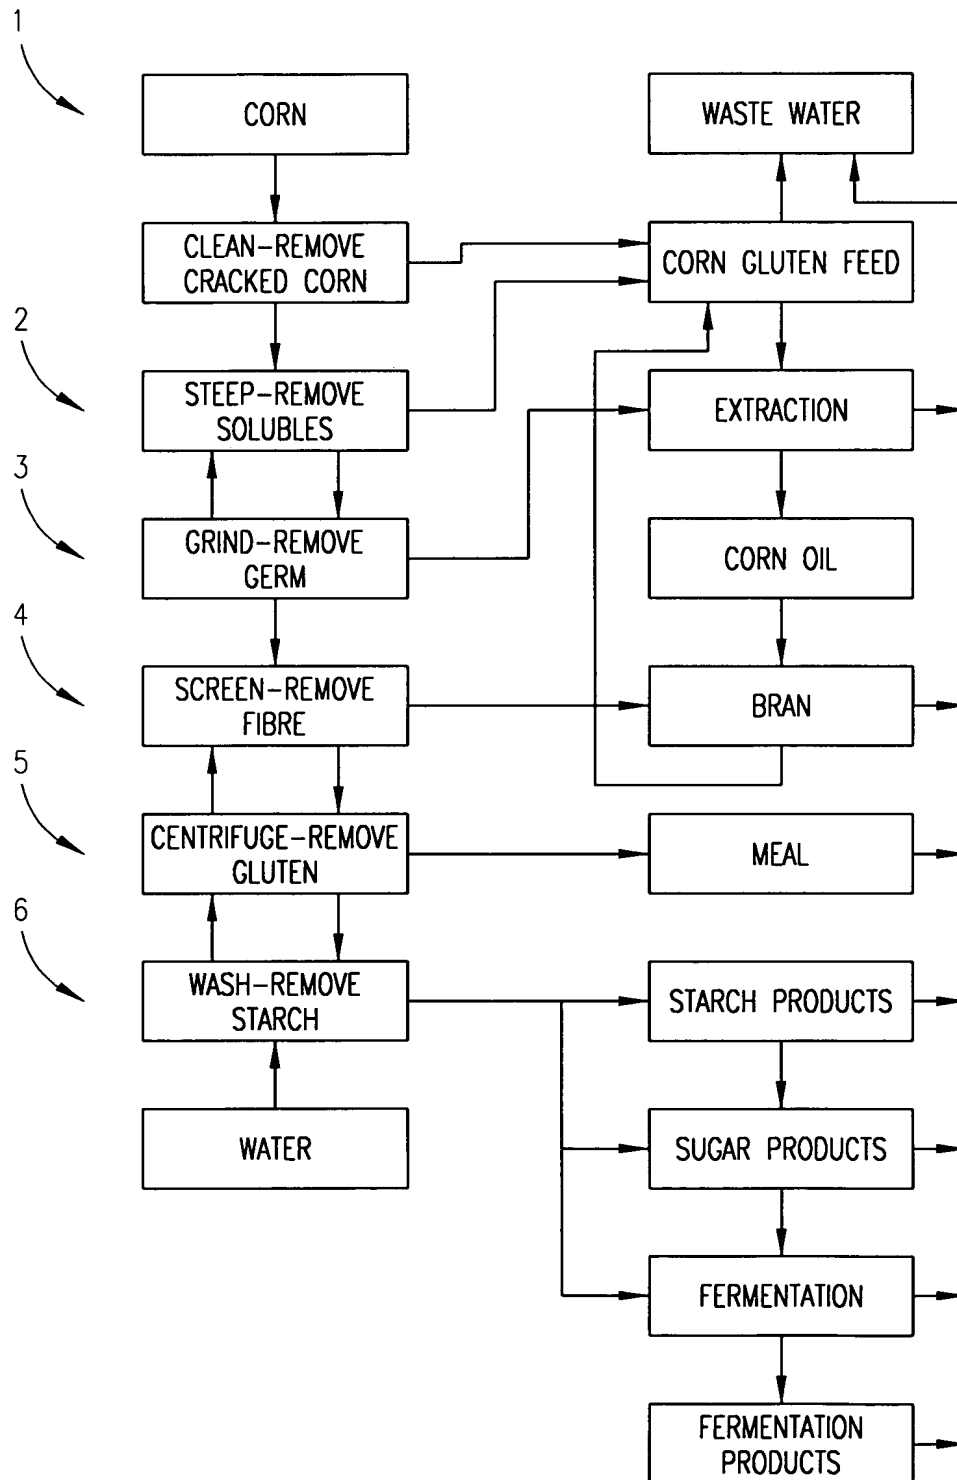 1
CORN
WASTE WATER
CLEAN-REMOVE
CRACKED CORN
CORN GLUTEN FEED
2
STEEP-REMOVE
SOLUBLES
EXTRACTION
3
GRIND-REMOVE
GERM
CORN OIL
4
SCREEN-REMOVE
FIBRE
BRAN
5
CENTRIFUGE-REMOVE
GLUTEN
MEAL
6
WASH-REMOVE
STARCH
STARCH PRODUCTS
WATER
SUGAR PRODUCTS
FERMENTATION
FERMENTATION
PRODUCTS